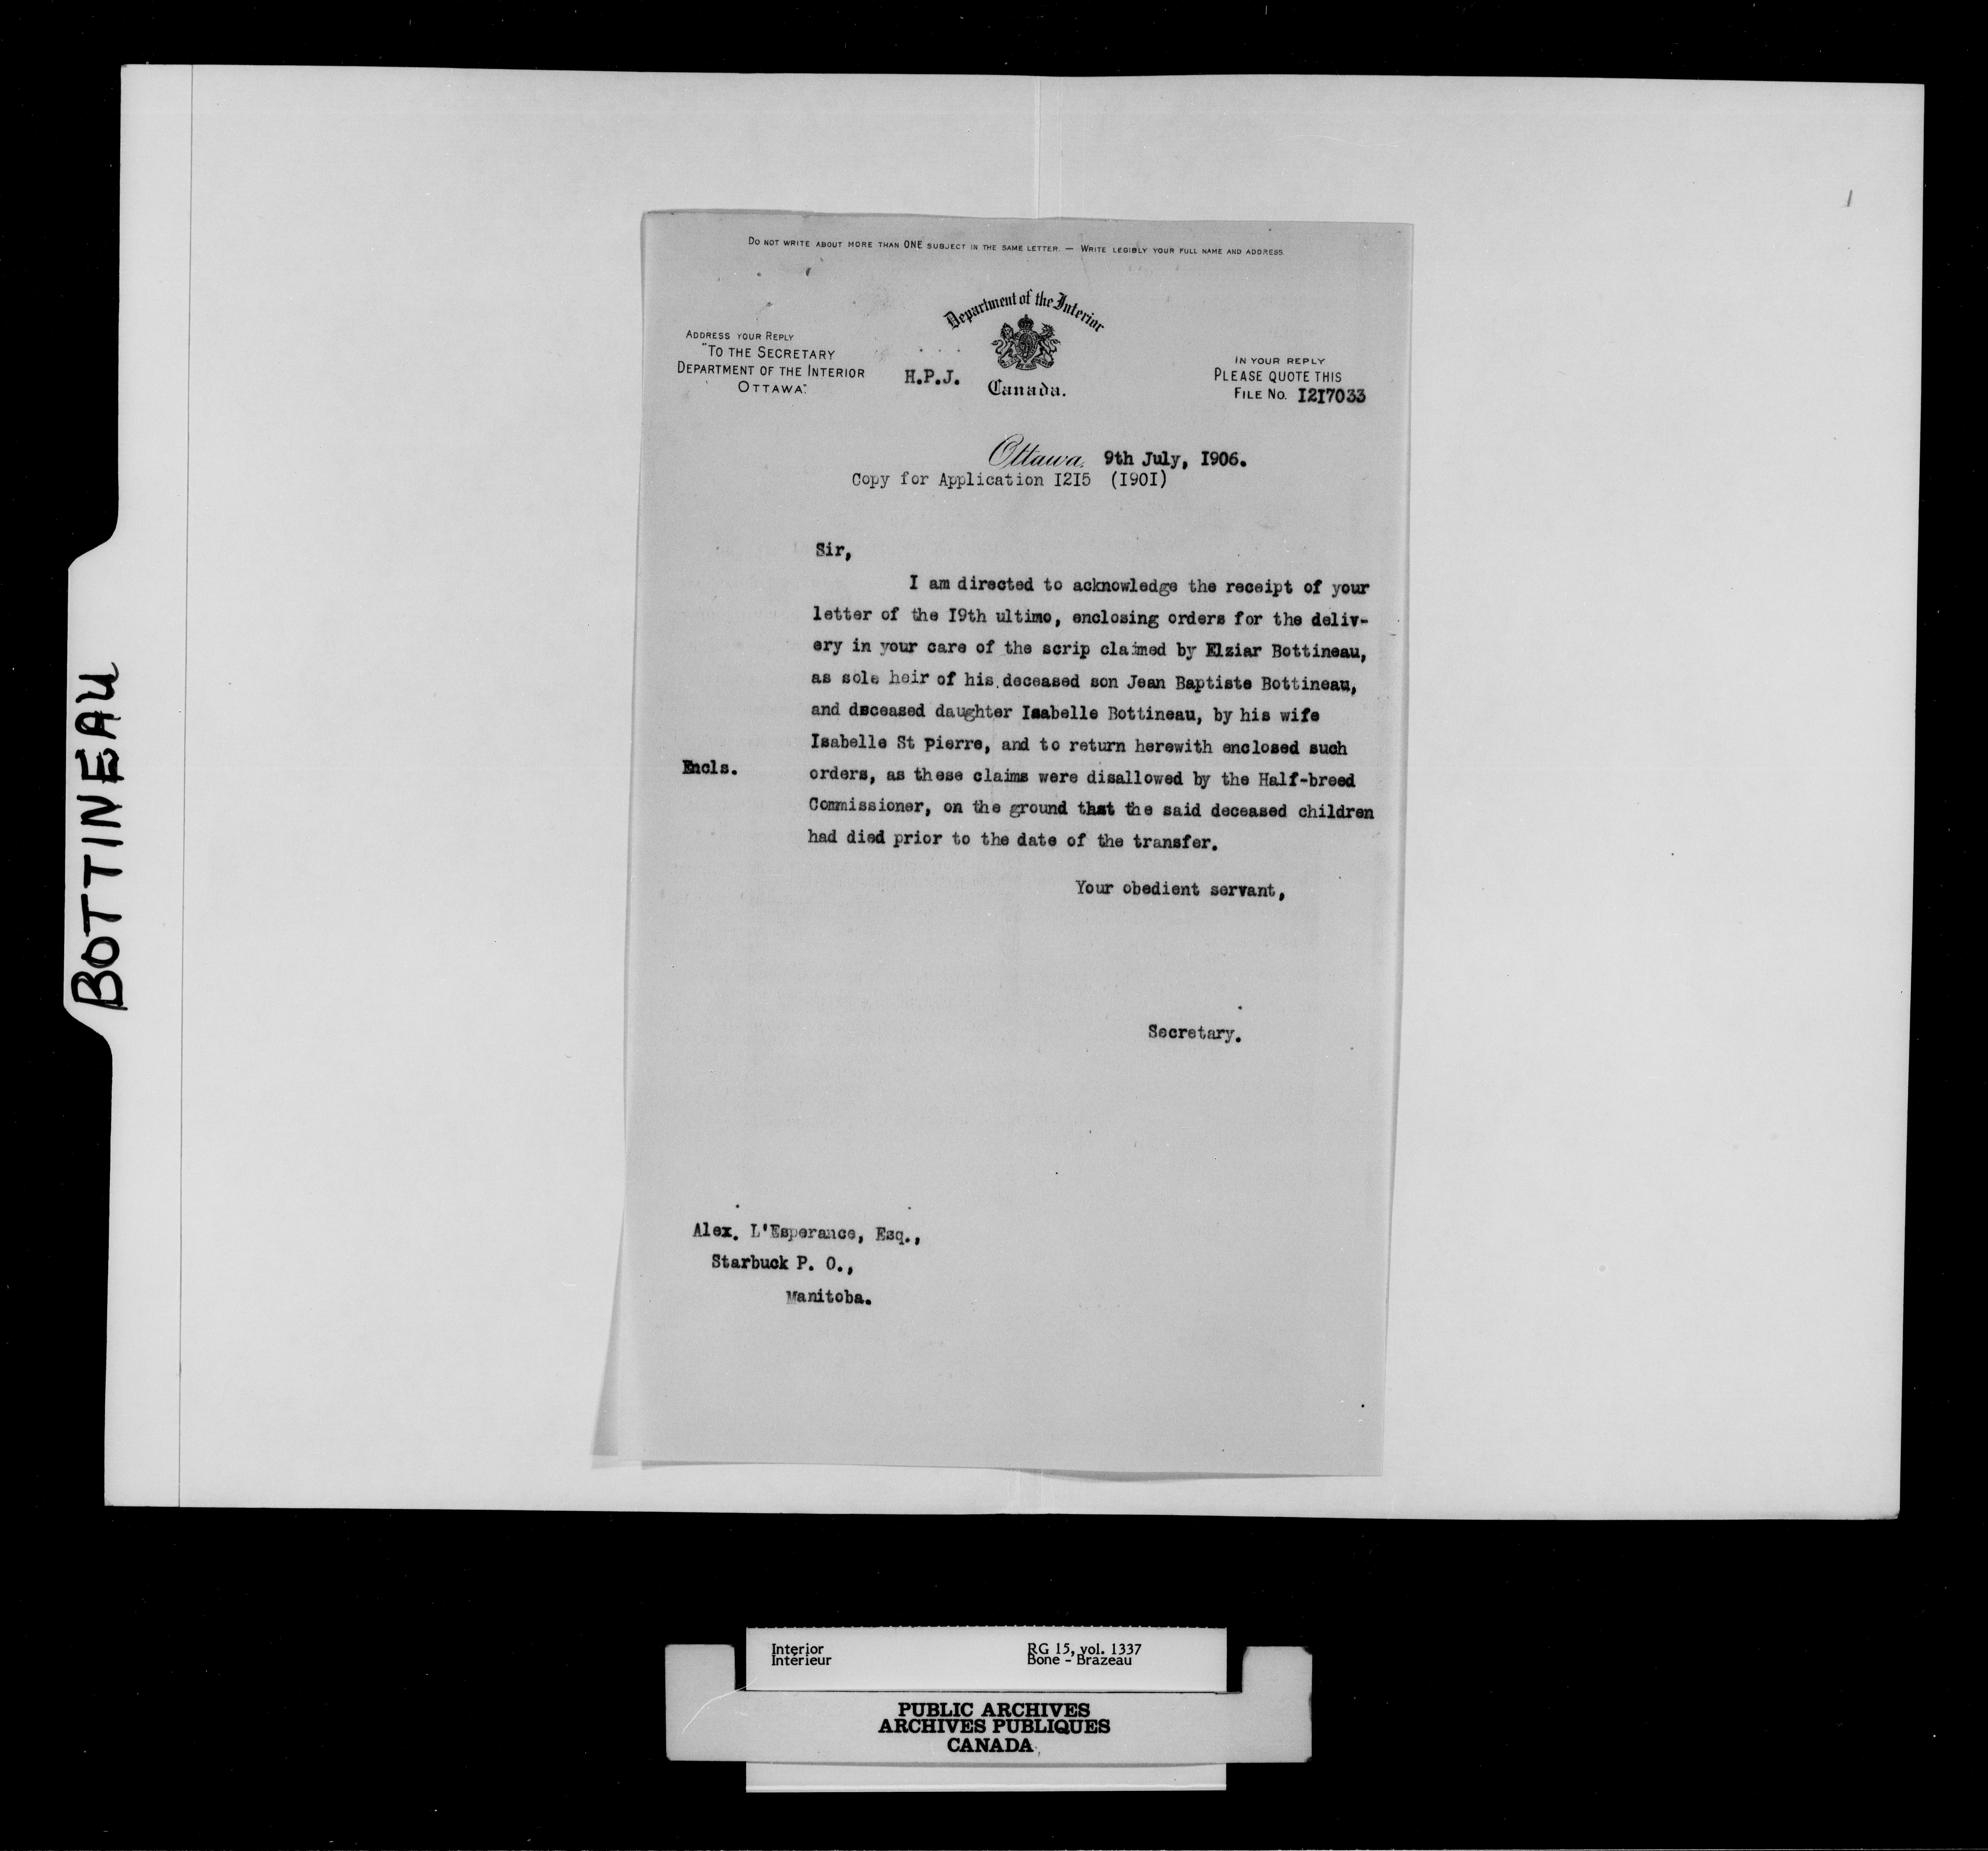 BOTTINEAU
1
DO NOT WRITE ABOUT MORE THAN ONE SUBJECT IN THE SAME LETTER. — WRITE LEGIBLY YOUR FULL NAME AND ADDRESS.
Department of the Interior
Canada.
ADDRESS YOUR REPLY
"TO THE SECRETARY
DEPARTMENT OF THE INTERIOR
OTTAWA."
H.P.J.
IN YOUR REPLY
PLEASE QUOTE THIS
FILE NO. I2I7033
Ottawa, 9th July, I906.
Copy for Application I2I5 (I90I)
Sir,
I am directed to acknowledge the receipt of your
letter of the I9th ultimo, enclosing orders for the deliv-
ery in your care of the scrip claimed by Elziar Bottineau,
as sole heir of his deceased son Jean Baptiste Bottineau,
and dsceased daughter Isabelle Bottineau, by his wife
Isabelle St pierre, and to return herewith enclosed such
Encls.
orders, as these claims were disallowed by the Half-breed
Commissioner, on the ground that the said deceased children
had died prior to the date of the transfer.
Your obedient servant,
Secretary.
Alex. L'Esperance, Esq.,
Starbuck P. O.,
Manitoba.
Interior
Intérieur
RG 15, vol. 1337
Bone - Brazeau
PUBLIC ARCHIVES
ARCHIVES PUBLIQUES
CANADA